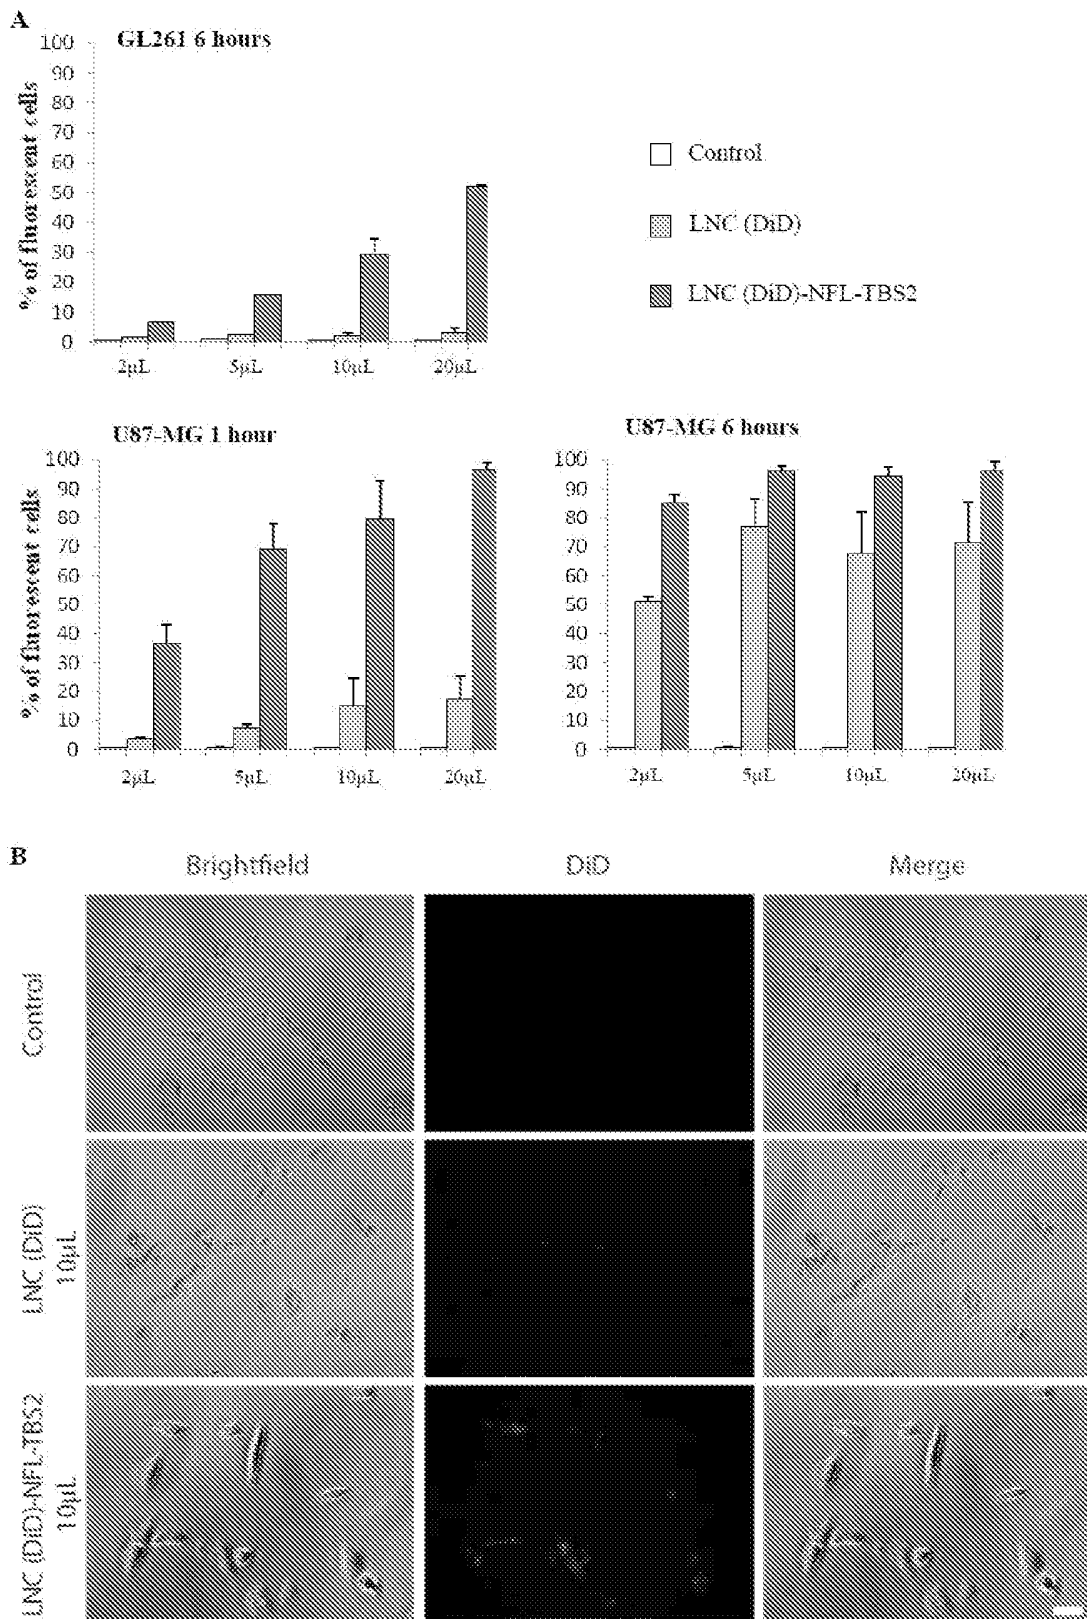 A
GL261 6 hours
% of fluorescent cells
100
90
80
70
60
50
40
30
20
10
0
2µL 5µL 10µL 20µL
Control
LNC (DiD)
LNC (DiD)-NFL-TBS2
U87-MG 1 hour
% of fluorescent cells
100
90
80
70
60
50
40
30
20
10
0
2µL 5µL 10µL 20µL
U87-MG 6 hours
100
90
80
70
60
50
40
30
20
10
0
2µL 5µL 10µL 20µL
B
Brightfield DiD Merge
Control
LNC (DiD)
10µL
LNC (DiD)-NFL-TBS2
10µL